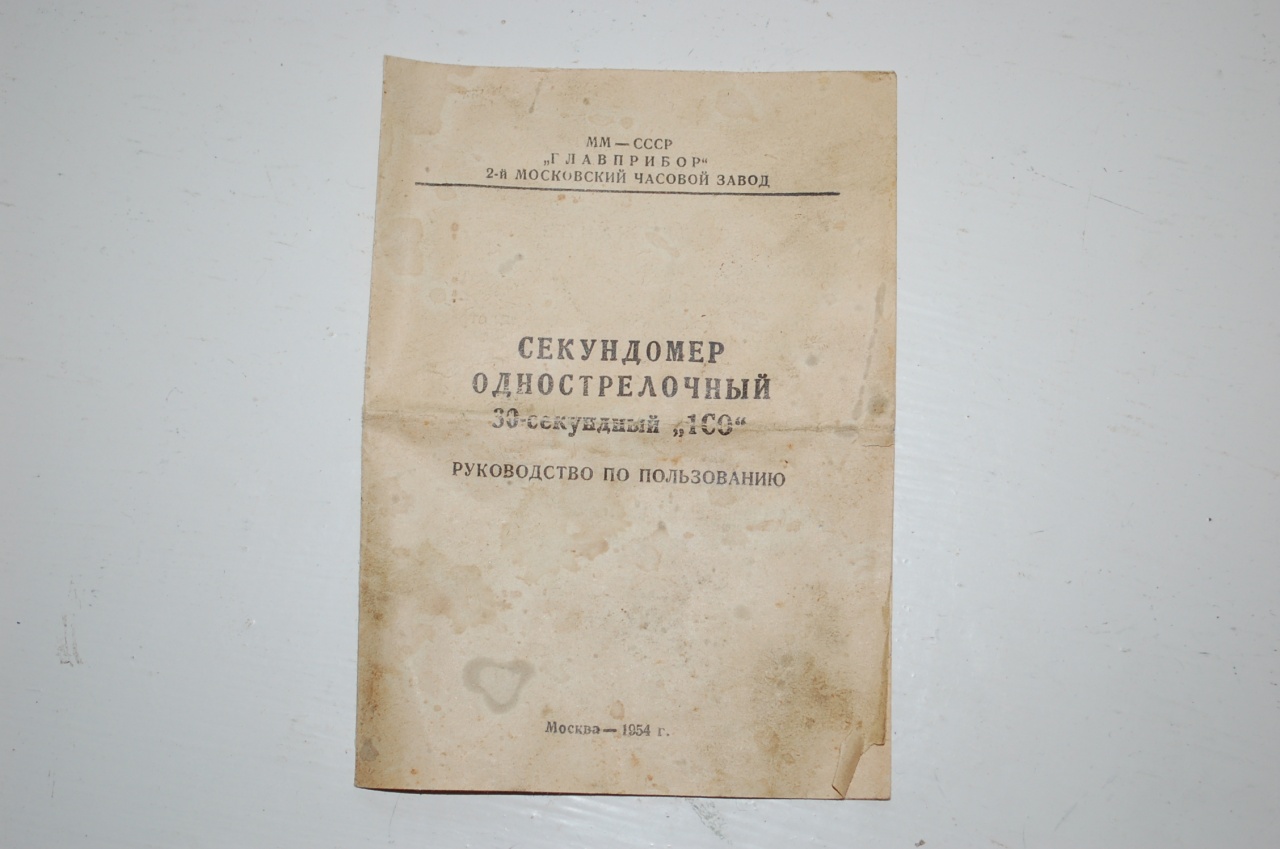 ММ — СССР
„ГЛАВПРИБОР“
2-й МОСКОВСКИЙ ЧАСОВОЙ ЗАВОД
СЕКУНДОМЕР
ОДНОСТРЕЛОЧНЫЙ
30-секундный „1СО“
РУКОВОДСТВО ПО ПОЛЬЗОВАНИЮ
Москва — 1954 г.